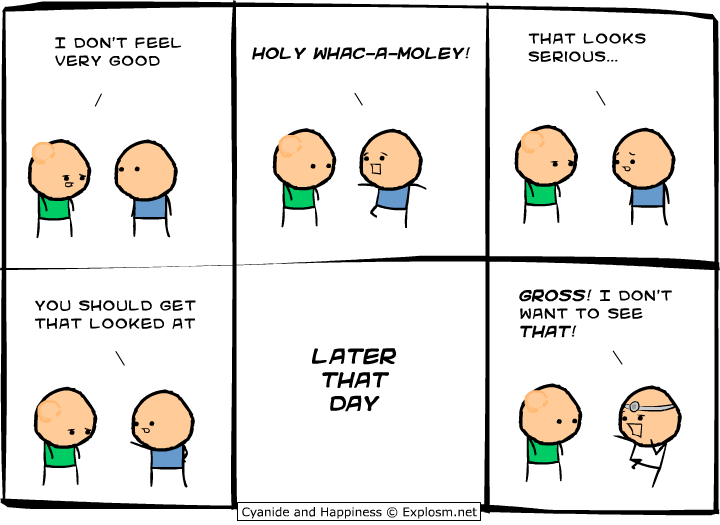 I DON'T FEEL
VERY GOOD
HOLY WHAC-A-MOLEY!
THAT LOOKS
SERIOUS...
YOU SHOULD GET
THAT LOOKED AT
LATER
THAT
DAY
GROSS! I DON'T
WANT TO SEE
THAT!
Cyanide and Happiness © Explosm.net